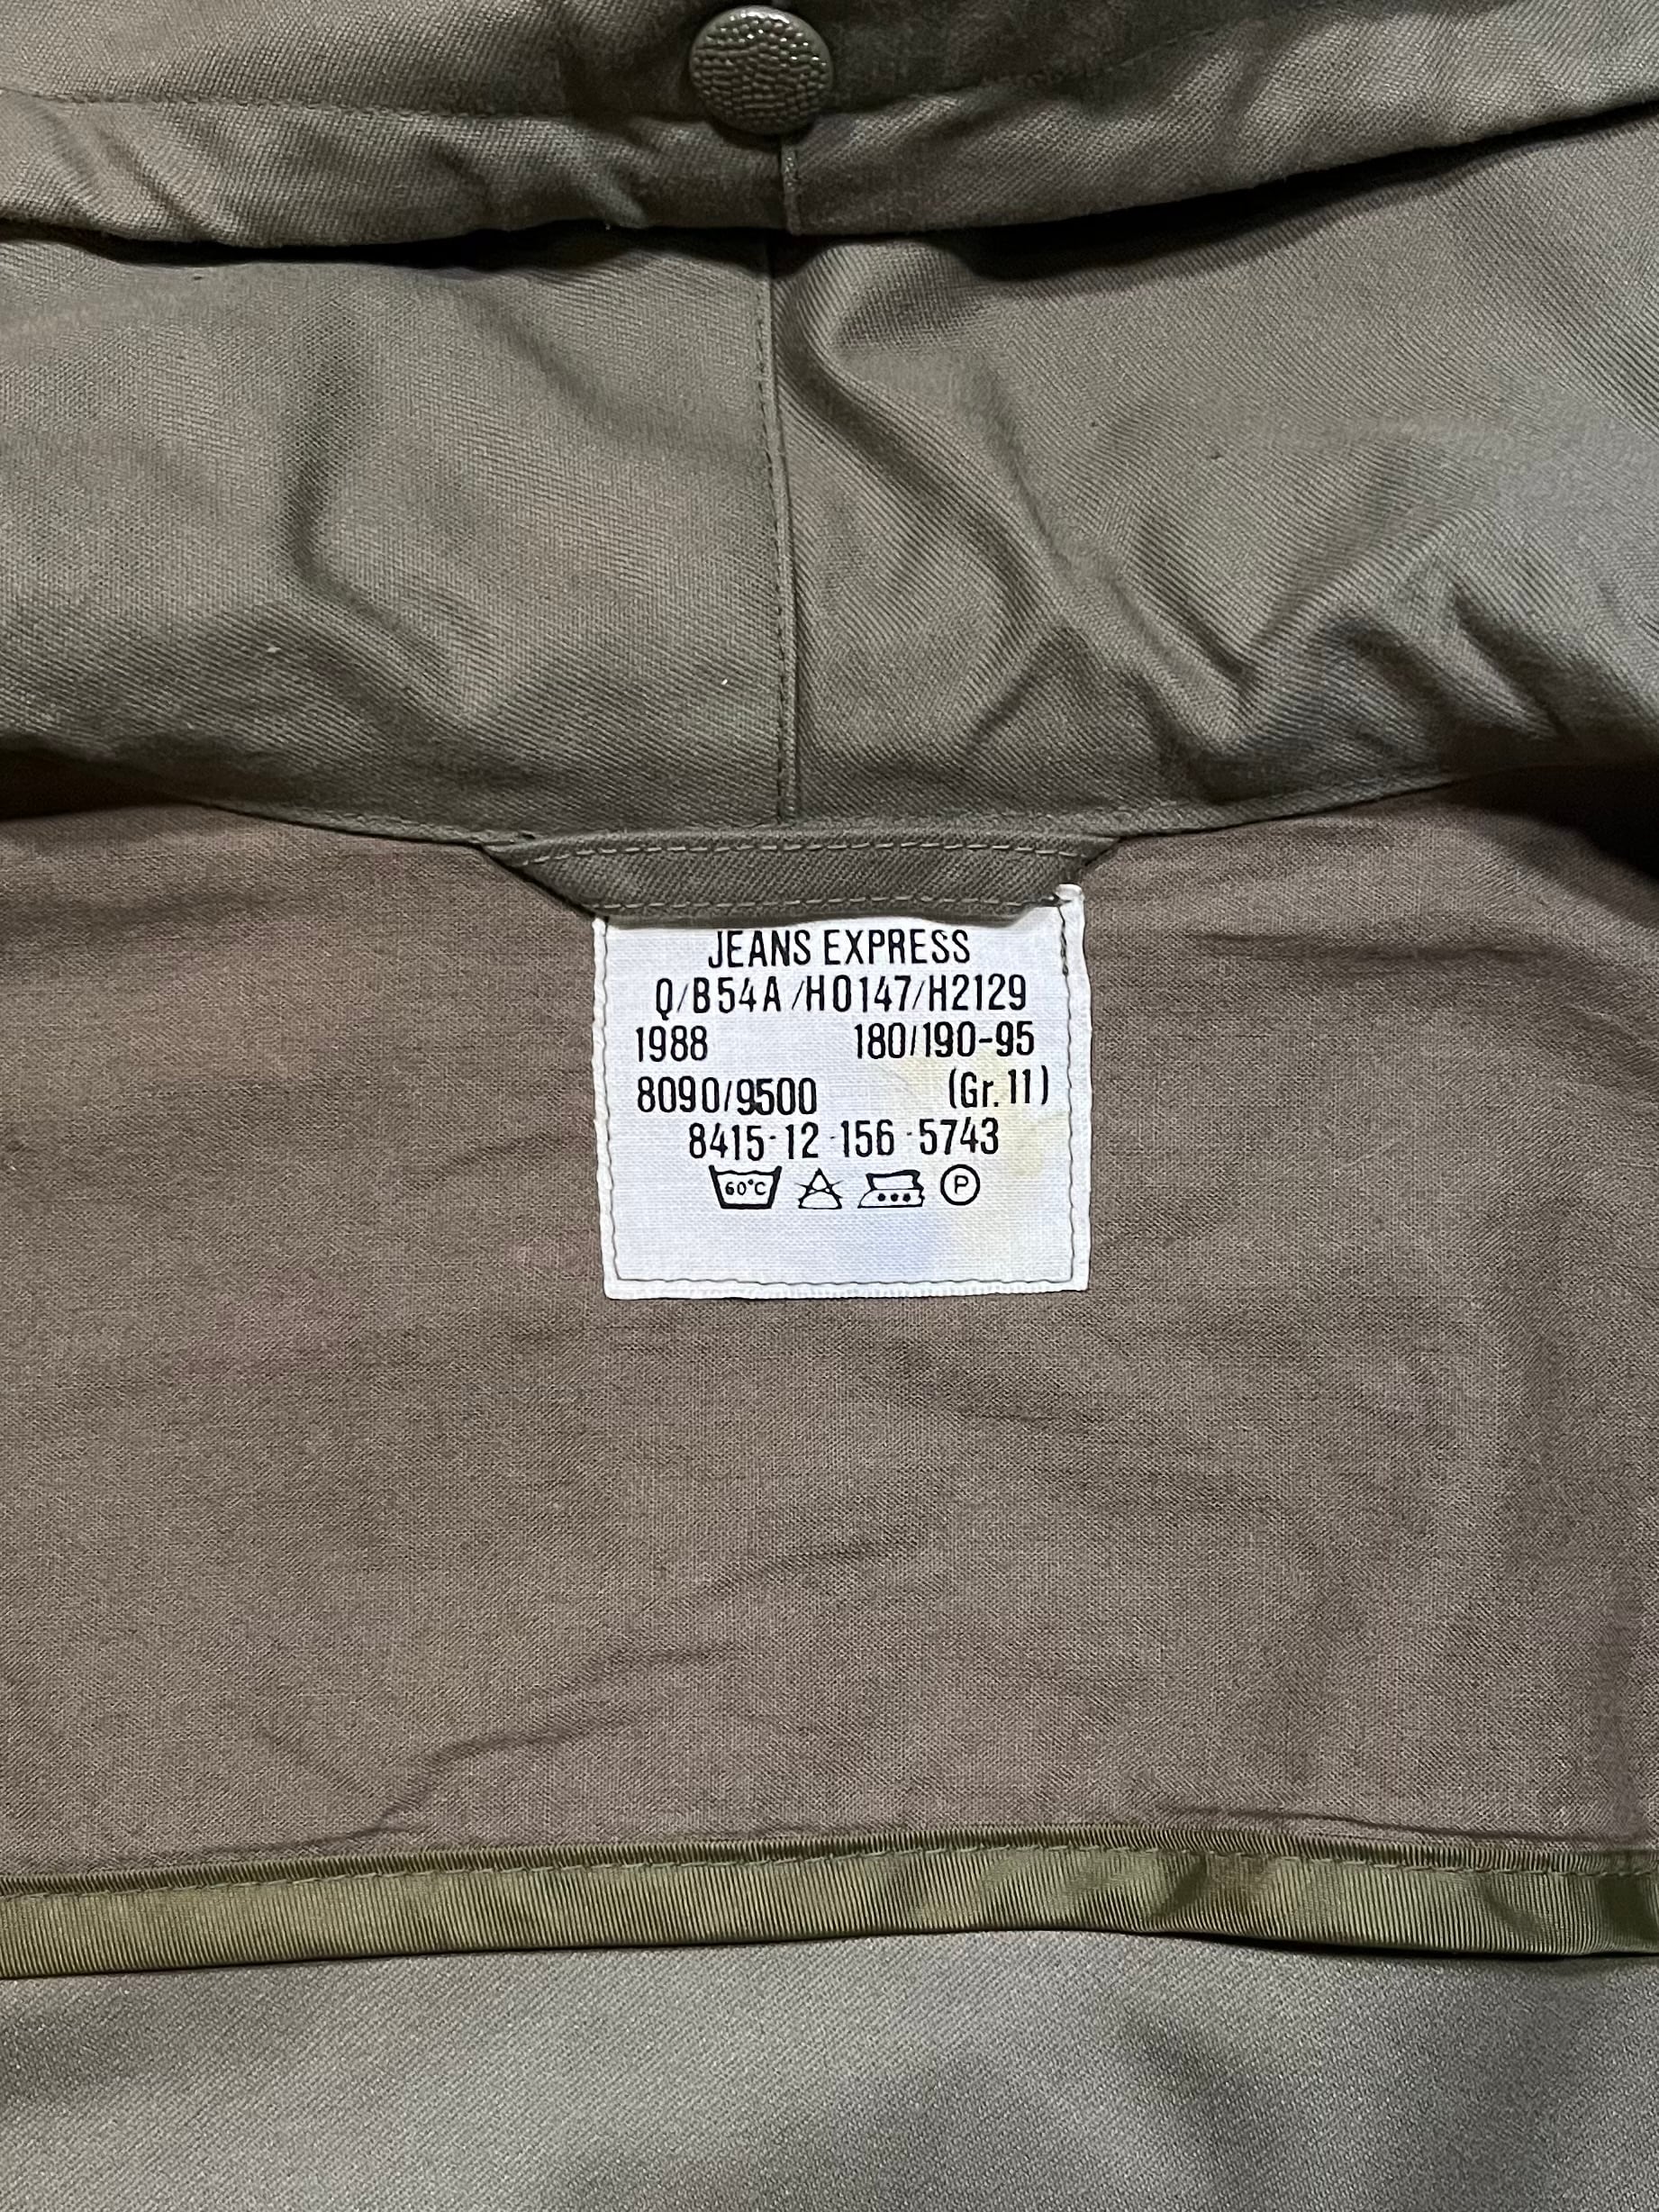 JEANS EXPRESS
Q/B54A/H0147/H2129
1988 180/190-95
8090/9500 (Gr.11)
8415-12-156-5743
60°C P